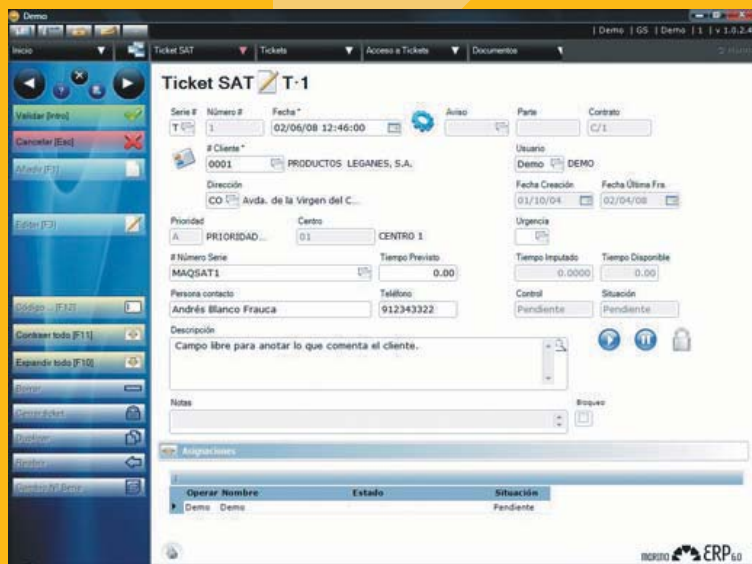 Demo
| Demo | GS | Demo | 1 | v 1.0.2.4
Inicio
Ticket SAT
Tickets
Acceso a Tickets
Documentos
Ticket SAT T-1
Validar [Intro]
Cancelar [Esc]
Añadir [F1]
Editar [F3]
Código ... [F12]
Contraer todo [F11]
Expandir todo [F10]
Borrar
Cerrar ticket
Duplicar
Cambio Nº Serie
Serie # Número # Fecha * Aviso Parte Contrato
T 1 02/06/08 12:46:00 C/1
# Cliente * Usuario
0001 PRODUCTOS LEGANES, S.A. Demo DEMO
Dirección Fecha Creación Fecha Última Fra.
CO Avda. de la Virgen del C... 01/10/04 02/04/08
Prioridad Centro Urgencia
A PRIORIDAD... 01 CENTRO 1
# Número Serie Tiempo Previsto Tiempo Imputado Tiempo Disponible
MAQSAT1 0.00 0.0000 0.00
Persona contacto Teléfono Control Situación
Andrés Blanco Frauca 912343322 Pendiente Pendiente
Descripción
Campo libre para anotar lo que comenta el cliente.
Notas Bloqueo
Asignaciones
Operar Nombre Estado Situación
Demo Demo Pendiente
ERP 6.0